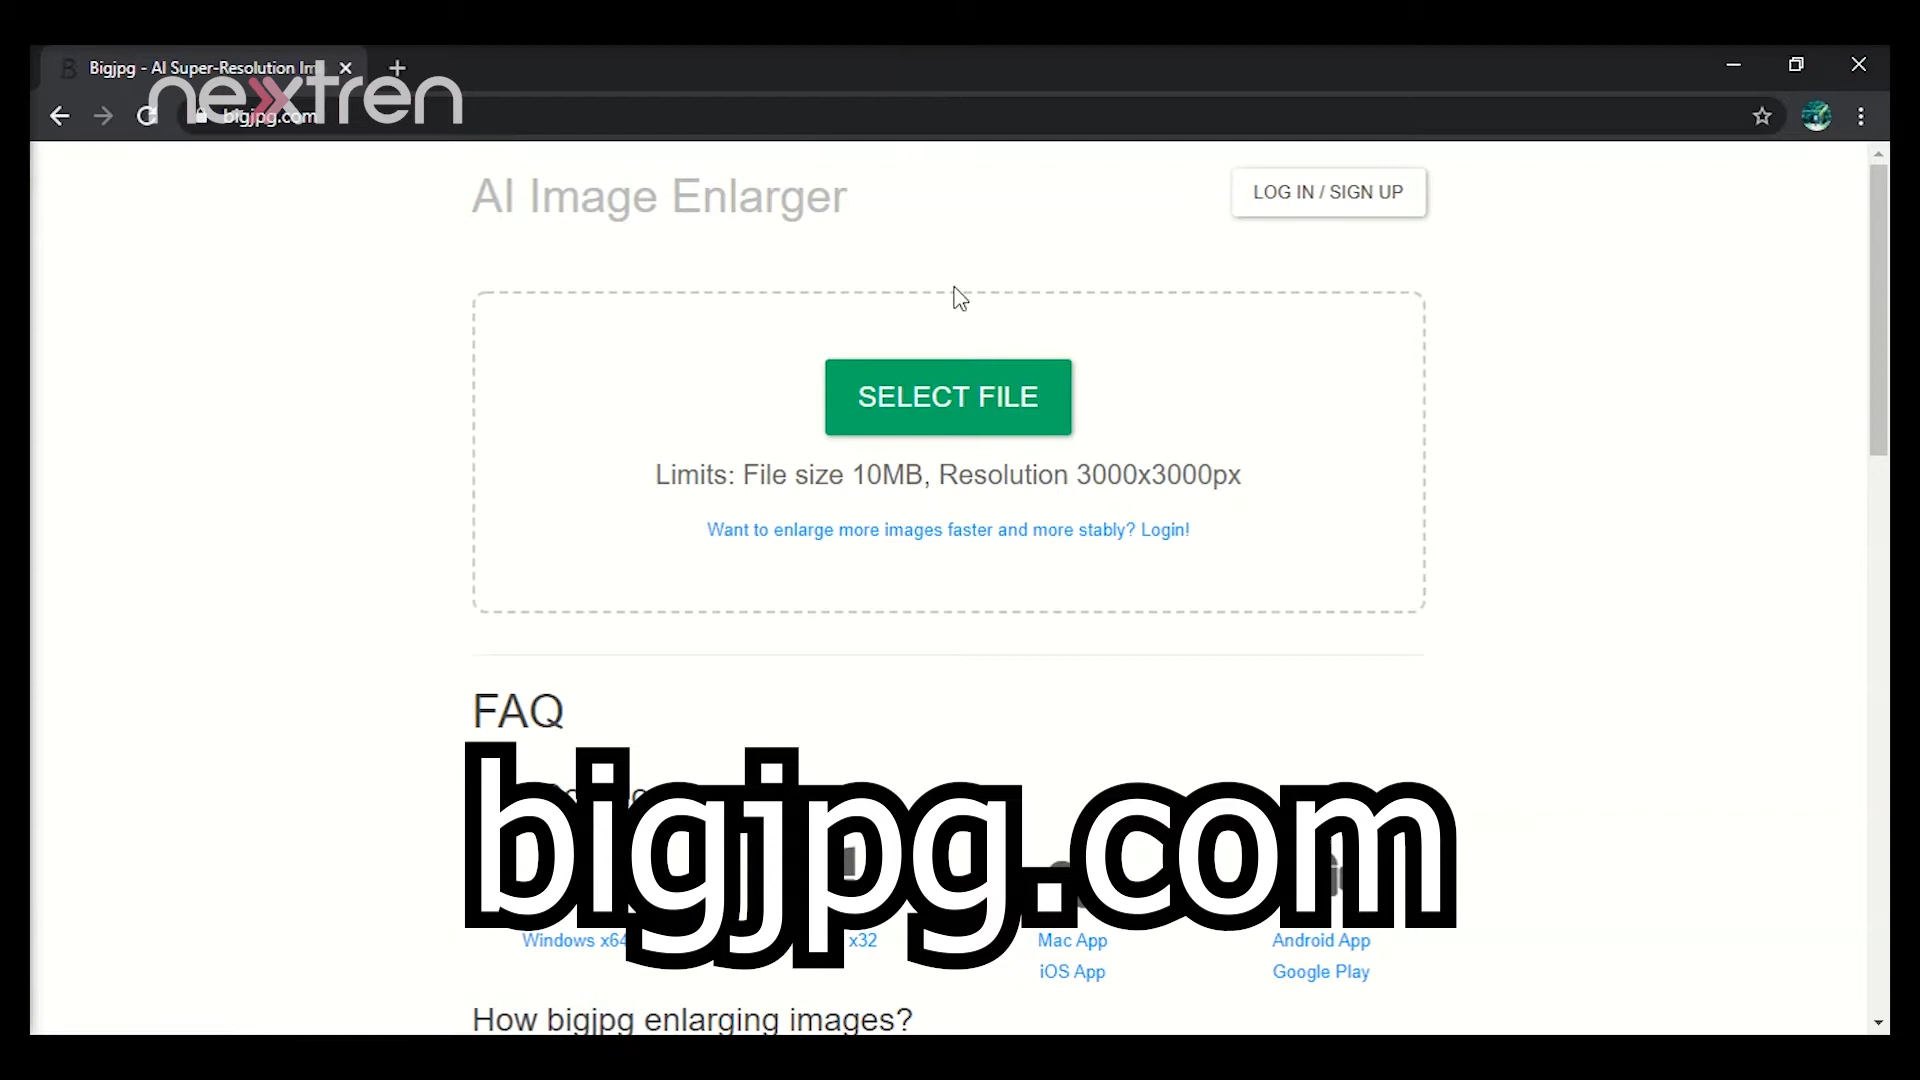 Bigjpg - AI Super-Resolution Im
nextren
bigjpg.com
AI Image Enlarger
LOG IN / SIGN UP
SELECT FILE
Limits: File size 10MB, Resolution 3000x3000px
Want to enlarge more images faster and more stably? Login!
FAQ
bigjpg.com
Windows x64
x32
Mac App
Android App
iOS App
Google Play
How bigjpg enlarging images?